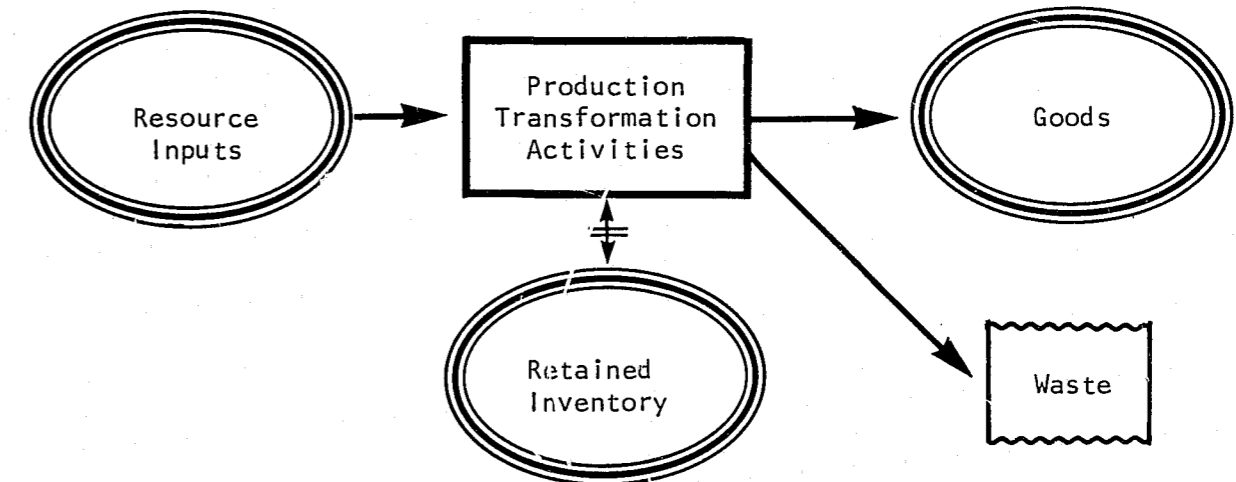 Resource
Inputs
Production
Transformation
Activities
Goods
Retained
Inventory
Waste